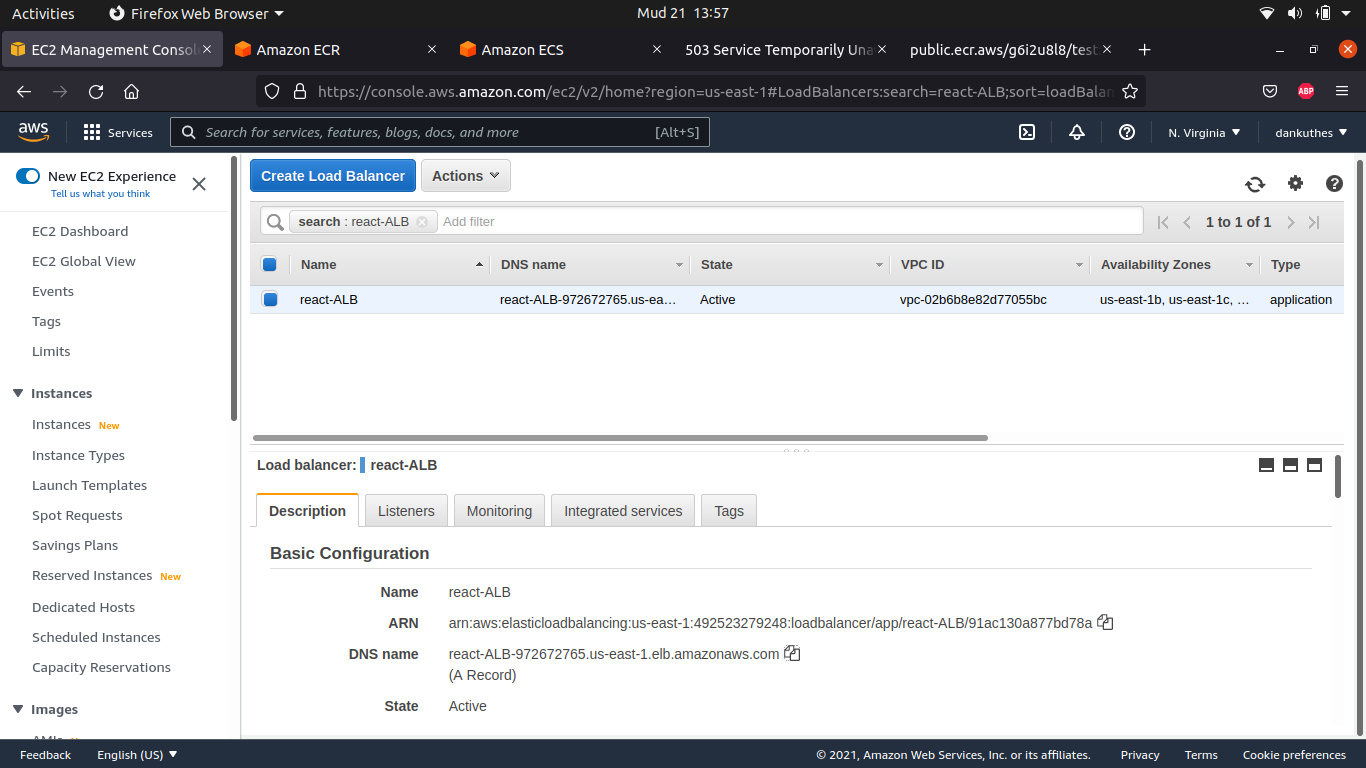 Activities Firefox Web Browser Mud 21 13:57
EC2 Management Consol Amazon ECR Amazon ECS 503 Service Temporarily Una public.ecr.aws/g6i2u8l8/test
https://console.aws.amazon.com/ec2/v2/home?region=us-east-1#LoadBalancers:search=react-ALB;sort=loadBalan ABP
aws Services Search for services, features, blogs, docs, and more [Alt+S] N. Virginia dankuthes
New EC2 Experience
Tell us what you think
EC2 Dashboard
EC2 Global View
Events
Tags
Limits
Instances
Instances New
Instance Types
Launch Templates
Spot Requests
Savings Plans
Reserved Instances New
Dedicated Hosts
Scheduled Instances
Capacity Reservations
Images
Create Load Balancer Actions
search : react-ALB Add filter 1 to 1 of 1
Name DNS name State VPC ID Availability Zones Type
react-ALB react-ALB-972672765.us-ea… Active vpc-02b6b8e82d77055bc us-east-1b, us-east-1c, … application
Load balancer: react-ALB
Description Listeners Monitoring Integrated services Tags
Basic Configuration
Name react-ALB
ARN arn:aws:elasticloadbalancing:us-east-1:492523279248:loadbalancer/app/react-ALB/91ac130a877bd78a
DNS name react-ALB-972672765.us-east-1.elb.amazonaws.com
(A Record)
State Active
Feedback English (US) © 2021, Amazon Web Services, Inc. or its affiliates. Privacy Terms Cookie preferences